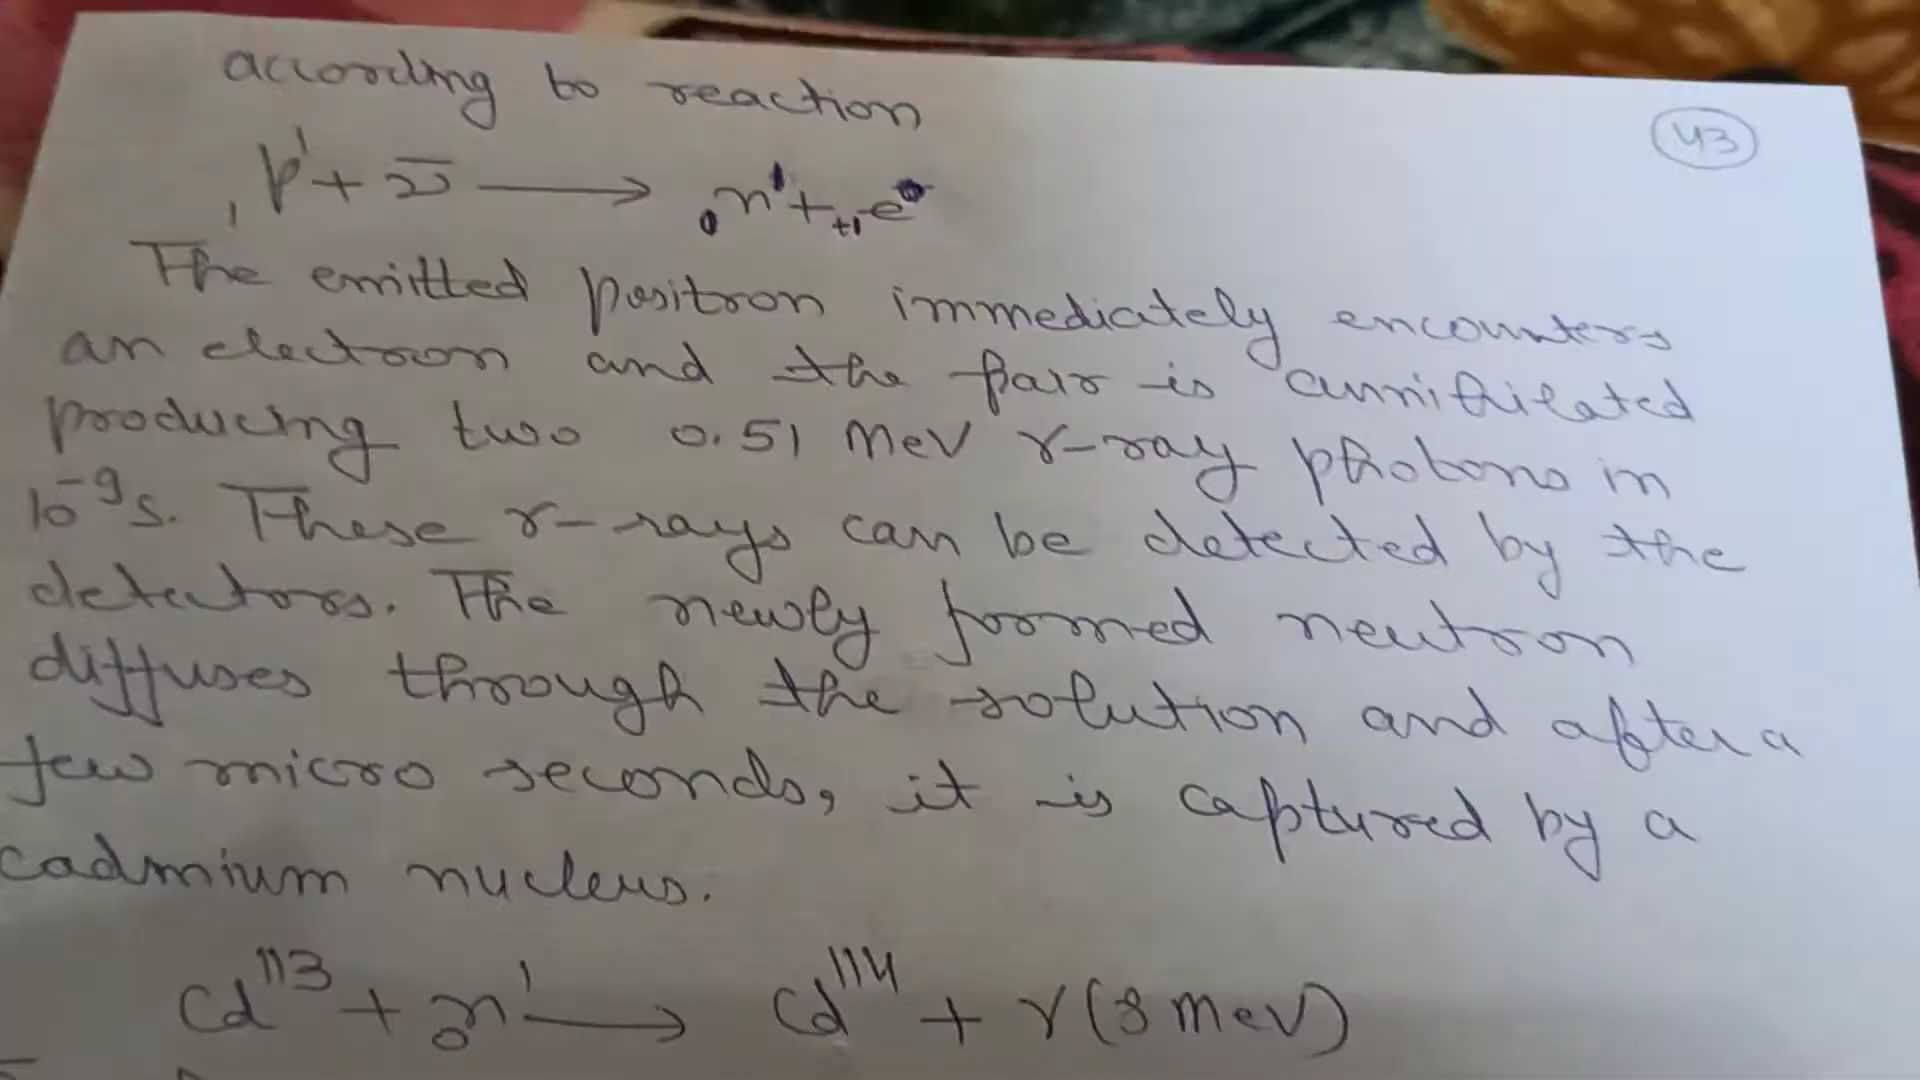 according to reaction
43
₁p¹ + ν̄ ⟶ ₀n¹ + ₊₁e⁰
The emitted positron immediately encounters
an electron and the pair is annihilated
producing two 0.51 MeV γ-ray photons in
10⁻⁹s. These γ-rays can be detected by the
detectors. The newly formed neutron
diffuses through the solution and after a
few micro seconds, it is captured by a
cadmium nucleus.
Cd¹¹³ + ₀n¹ ⟶ Cd¹¹⁴ + γ(8 MeV)